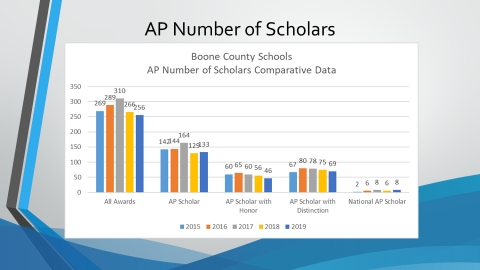 AP Number of Scholars
Boone County Schools
AP Number of Scholars Comparative Data
350
300
250
200
150
100
50
0
269 289 310 266 256
142 144 164 129 133
60 65 60 56 46
67 80 78 75 69
2 6 8 6 8
All Awards
AP Scholar
AP Scholar with
Honor
AP Scholar with
Distinction
National AP Scholar
2015 2016 2017 2018 2019